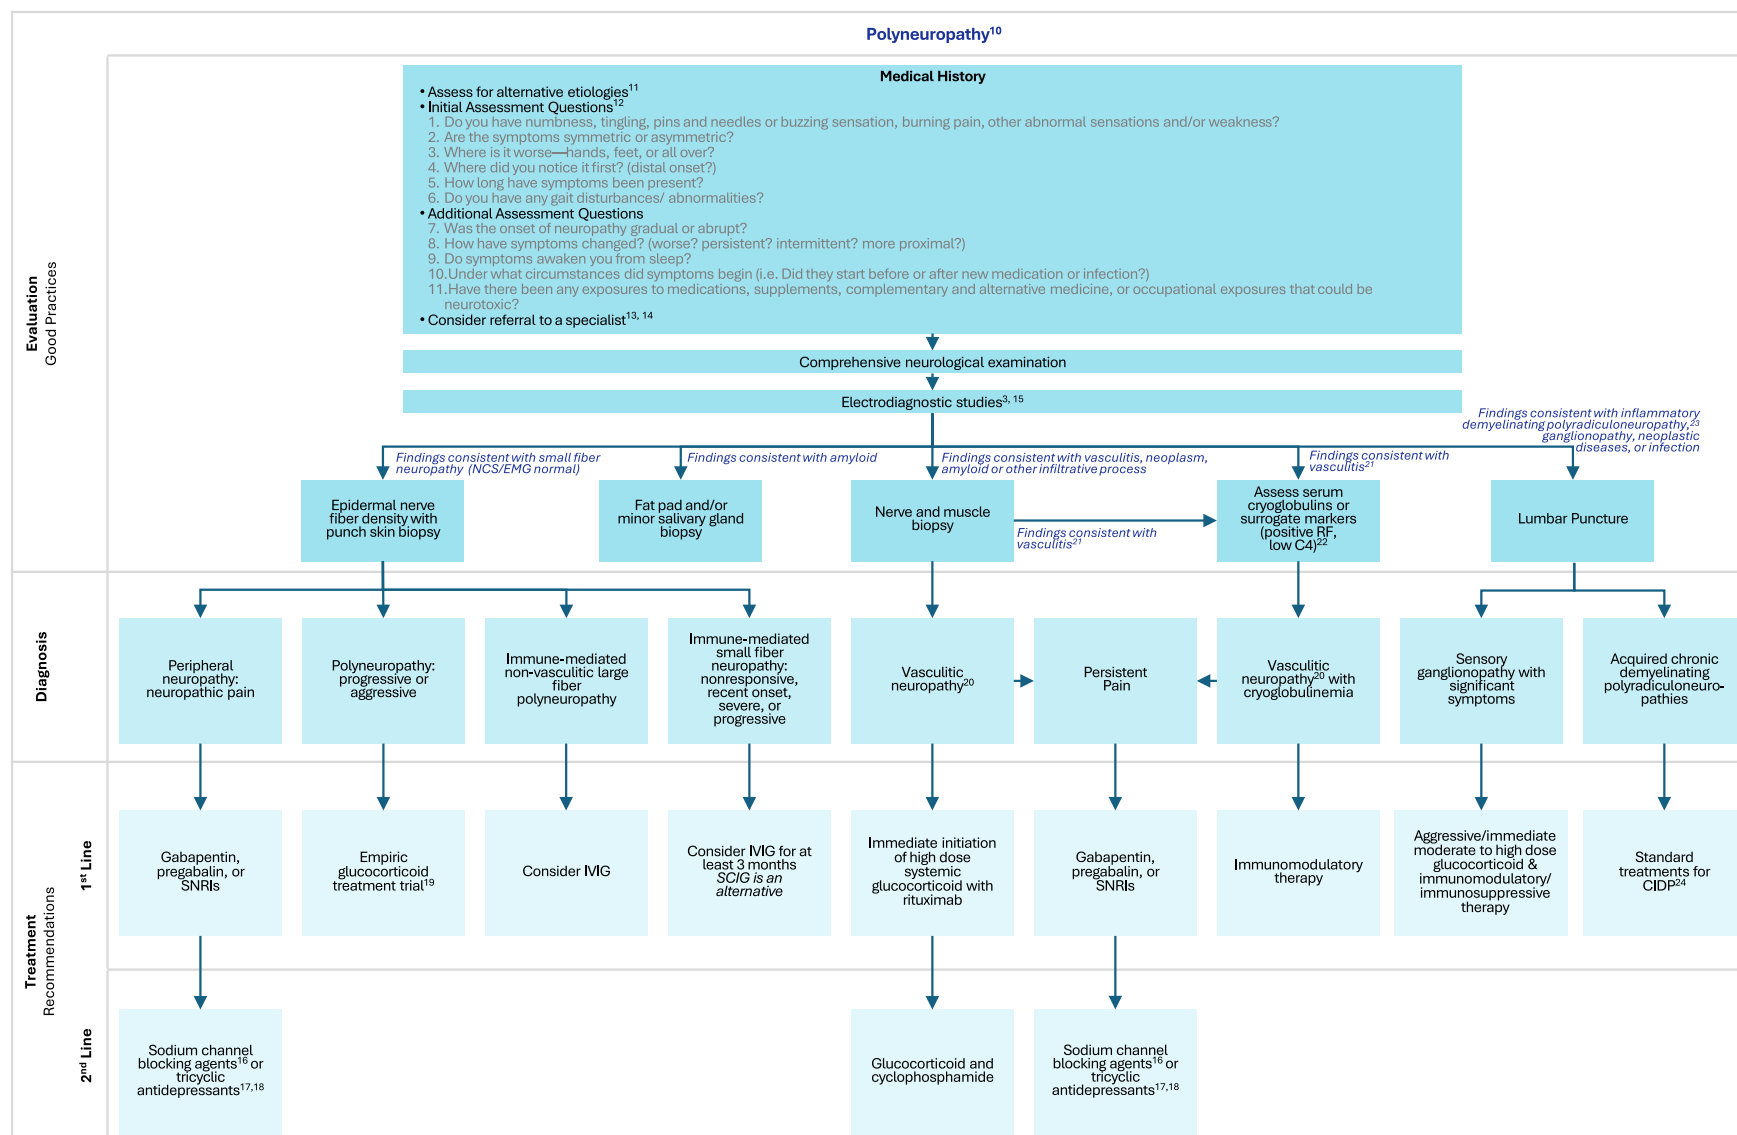 Polyneuropathy10
Evaluation
Good Practices
Medical History
• Assess for alternative etiologies11
• Initial Assessment Questions12
1. Do you have numbness, tingling, pins and needles or buzzing sensation, burning pain, other abnormal sensations and/or weakness?
2. Are the symptoms symmetric or asymmetric?
3. Where is it worse—hands, feet, or all over?
4. Where did you notice it first? (distal onset?)
5. How long have symptoms been present?
6. Do you have any gait disturbances/ abnormalities?
• Additional Assessment Questions
7. Was the onset of neuropathy gradual or abrupt?
8. How have symptoms changed? (worse? persistent? intermittent? more proximal?)
9. Do symptoms awaken you from sleep?
10. Under what circumstances did symptoms begin (i.e. Did they start before or after new medication or infection?)
11. Have there been any exposures to medications, supplements, complementary and alternative medicine, or occupational exposures that could be
neurotoxic?
• Consider referral to a specialist13, 14
Comprehensive neurological examination
Electrodiagnostic studies3, 15
Findings consistent with small fiber
neuropathy (NCS/EMG normal)
Findings consistent with amyloid
Findings consistent with vasculitis, neoplasm,
amyloid or other infiltrative process
Findings consistent with
vasculitis21
Findings consistent with inflammatory
demyelinating polyradiculoneuropathy,23
ganglionopathy, neoplastic
diseases, or infection
Epidermal nerve
fiber density with
punch skin biopsy
Fat pad and/or
minor salivary gland
biopsy
Nerve and muscle
biopsy
Findings consistent with
vasculitis21
Assess serum
cryoglobulins or
surrogate markers
(positive RF,
low C4)22
Lumbar Puncture
Diagnosis
Peripheral
neuropathy:
neuropathic pain
Polyneuropathy:
progressive or
aggressive
Immune-mediated
non-vasculitic large
fiber
polyneuropathy
Immune-mediated
small fiber
neuropathy:
nonresponsive,
recent onset,
severe, or
progressive
Vasculitic
neuropathy20
Persistent
Pain
Vasculitic
neuropathy20 with
cryoglobulinemia
Sensory
ganglionopathy with
significant
symptoms
Acquired chronic
demyelinating
polyradiculoneuro-
pathies
Treatment
Recommendations
1st Line
Gabapentin,
pregabalin, or
SNRIs
Empiric
glucocorticoid
treatment trial19
Consider IVIG
Consider IVIG for at
least 3 months
SCIG is an
alternative
Immediate initiation
of high dose
systemic
glucocorticoid with
rituximab
Gabapentin,
pregabalin, or
SNRIs
Immunomodulatory
therapy
Aggressive/immediate
moderate to high dose
glucocorticoid &
immunomodulatory/
immunosuppressive
therapy
Standard
treatments for
CIDP24
2nd Line
Sodium channel
blocking agents16 or
tricyclic
antidepressants17,18
Glucocorticoid and
cyclophosphamide
Sodium channel
blocking agents16 or
tricyclic
antidepressants17,18